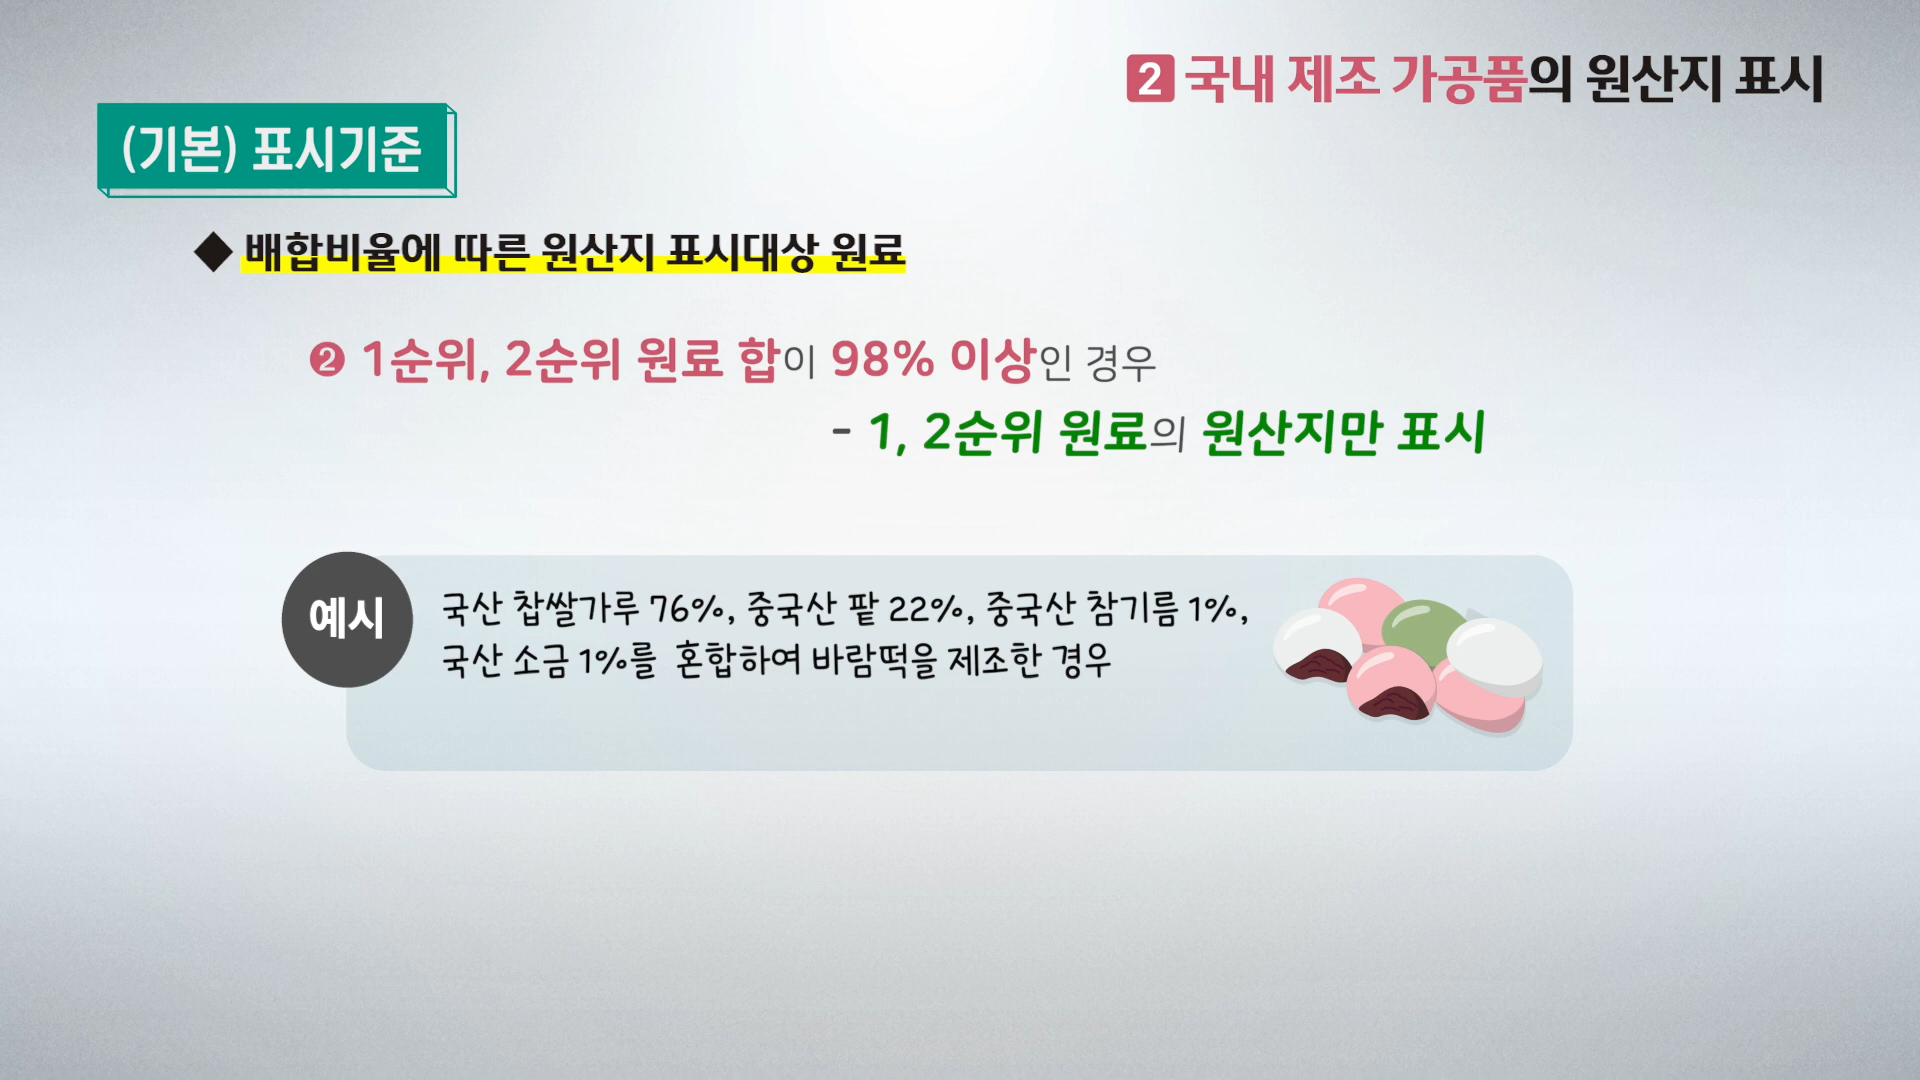 2 국내 제조 가공품의 원산지 표시
(기본) 표시기준
◆ 배합비율에 따른 원산지 표시대상 원료
❷ 1순위, 2순위 원료 합이 98% 이상인 경우
- 1, 2순위 원료의 원산지만 표시
예시
국산 찹쌀가루 76%, 중국산 팥 22%, 중국산 참기름 1%,
국산 소금 1%를 혼합하여 바람떡을 제조한 경우